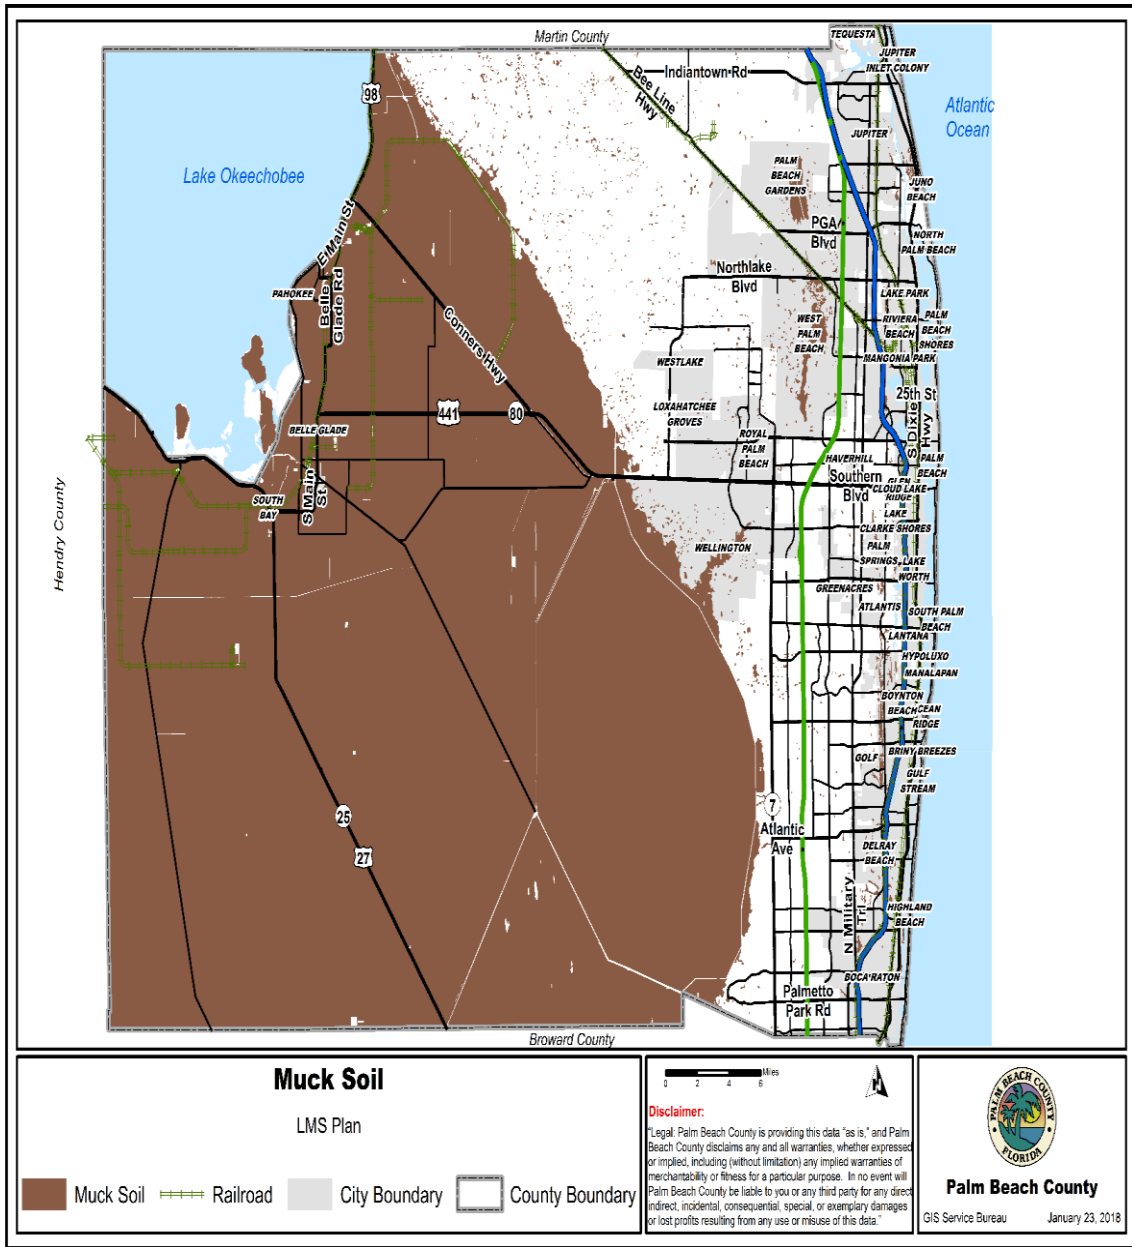 Martin County
TEQUESTA
JUPITER
INLET COLONY
Indiantown Rd
Bee Line
Hwy
98
Atlantic
Ocean
JUPITER
Lake Okeechobee
PALM
BEACH
GARDENS
JUNO
BEACH
E Main St
PGA
Blvd
NORTH
PALM BEACH
Northlake
Blvd
PAHOKEE
Belle
Glade Rd
LAKE PARK
Conners Hwy
WEST
PALM
BEACH
RIVIERA
BEACH
PALM
BEACH
SHORES
MANGONIA PARK
WESTLAKE
25th St
LOXAHATCHEE
GROVES
441
80
S Dixie
Hwy
BELLE GLADE
ROYAL
PALM
BEACH
HAVERHILL
PALM
BEACH
Southern
Blvd
GLEN
RIDGE
CLOUD LAKE
Hendry County
S Main
St
SOUTH
BAY
LAKE
CLARKE SHORES
WELLINGTON
PALM
SPRINGS
LAKE
WORTH
GREENACRES
ATLANTIS
SOUTH PALM
BEACH
LANTANA
HYPOLUXO
MANALAPAN
BOYNTON
BEACH
OCEAN
RIDGE
BRINY BREEZES
GOLF
GULF
STREAM
7
25
Atlantic
Ave
27
DELRAY
BEACH
N Military
Trl
HIGHLAND
BEACH
BOCA RATON
Palmetto
Park Rd
Broward County
Muck Soil
LMS Plan
Muck Soil
Railroad
City Boundary
County Boundary
Miles
0 2 4 6
N
Disclaimer:
"Legal: Palm Beach County is providing this data "as is," and Palm
Beach County disclaims any and all warranties, whether expressed
or implied, including (without limitation) any implied warranties of
merchantability or fitness for a particular purpose. In no event will
Palm Beach County be liable to you or any third party for any direct
indirect, incidental, consequential, special, or exemplary damages
or lost profits resulting from any use or misuse of this data."
PALM BEACH COUNTY
FLORIDA
Palm Beach County
GIS Service Bureau
January 23, 2018